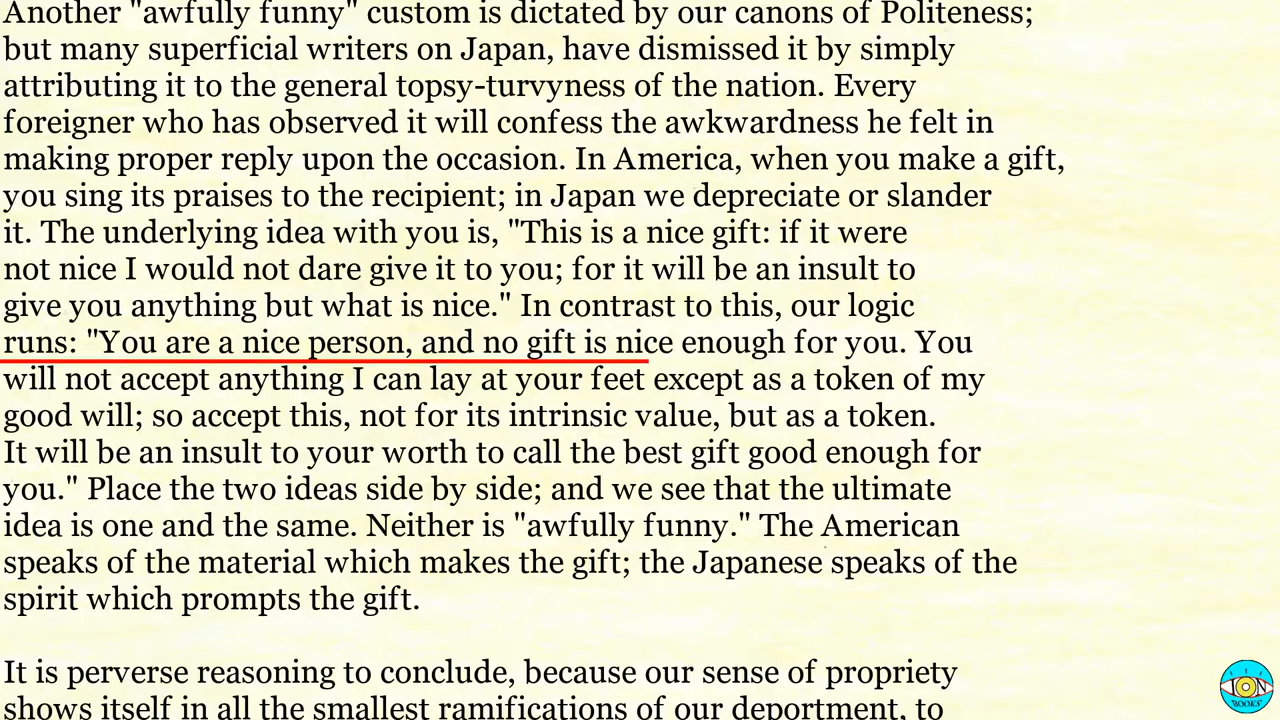 Another "awfully funny" custom is dictated by our canons of Politeness;
but many superficial writers on Japan, have dismissed it by simply
attributing it to the general topsy-turvyness of the nation. Every
foreigner who has observed it will confess the awkwardness he felt in
making proper reply upon the occasion. In America, when you make a gift,
you sing its praises to the recipient; in Japan we depreciate or slander
it. The underlying idea with you is, "This is a nice gift: if it were
not nice I would not dare give it to you; for it will be an insult to
give you anything but what is nice." In contrast to this, our logic
runs: "You are a nice person, and no gift is nice enough for you. You
will not accept anything I can lay at your feet except as a token of my
good will; so accept this, not for its intrinsic value, but as a token.
It will be an insult to your worth to call the best gift good enough for
you." Place the two ideas side by side; and we see that the ultimate
idea is one and the same. Neither is "awfully funny." The American
speaks of the material which makes the gift; the Japanese speaks of the
spirit which prompts the gift.
It is perverse reasoning to conclude, because our sense of propriety
shows itself in all the smallest ramifications of our deportment, to
ION
BOOKS